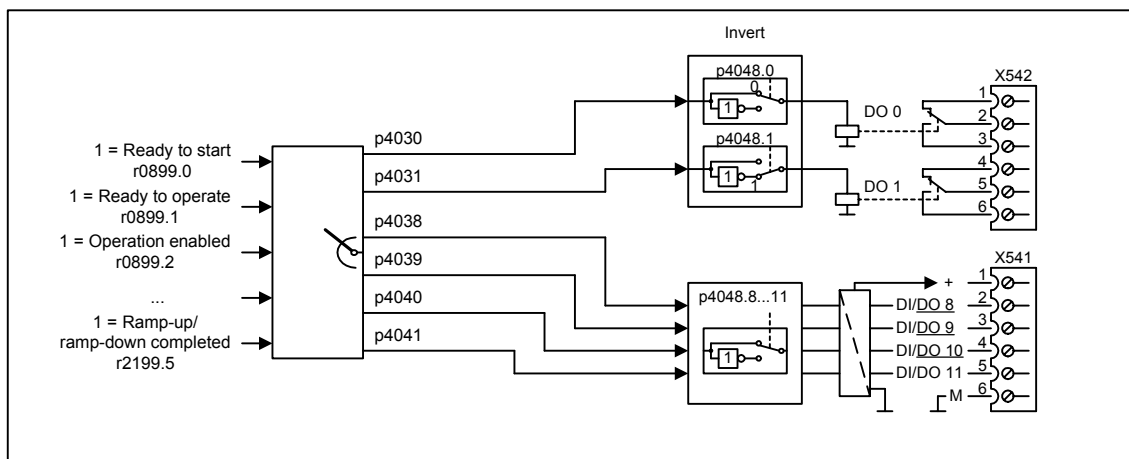 Invert
p4048.0
0
1
p4048.1
1
1
DO 0
DO 1
X542
1
2
3
4
5
6
1 = Ready to start
r0899.0
1 = Ready to operate
r0899.1
1 = Operation enabled
r0899.2
...
1 = Ramp-up/
ramp-down completed
r2199.5
p4030
p4031
p4038
p4039
p4040
p4041
p4048.8...11
1
X541
+
1
DI/DO 8
2
DI/DO 9
3
DI/DO 10
4
DI/DO 11
5
M
6